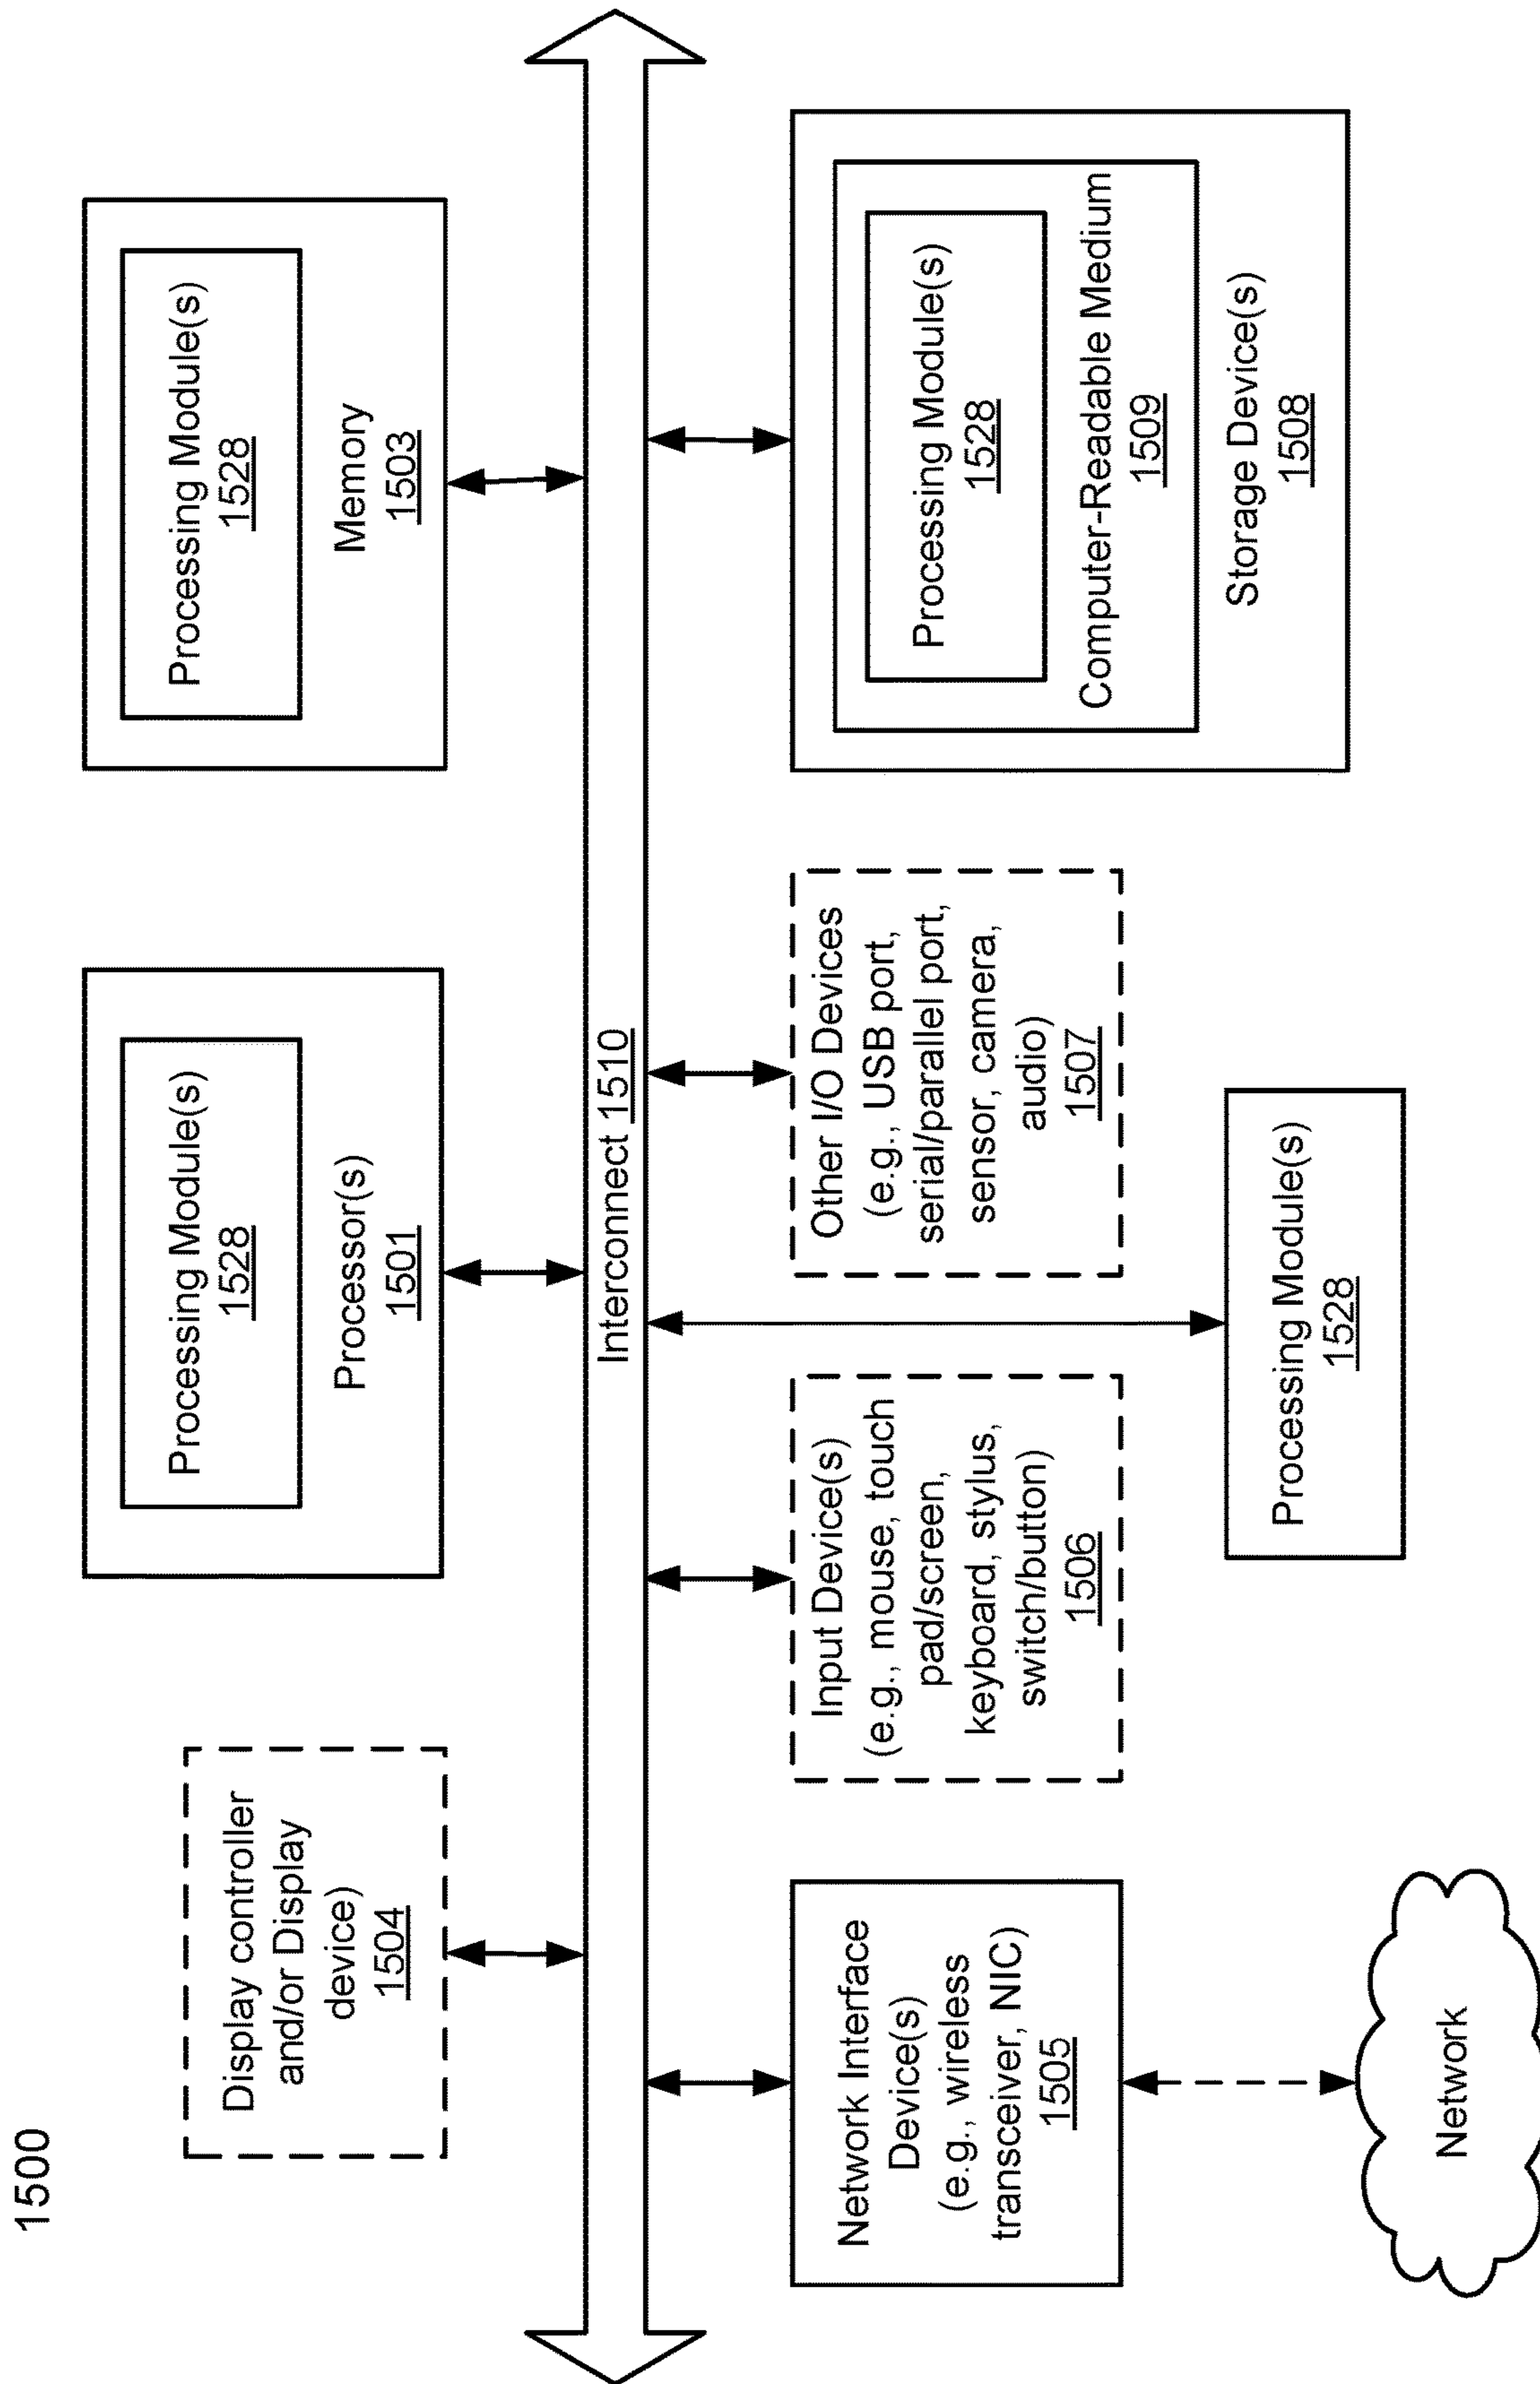 1500
Display controller
and/or Display
device)
1504
Processing Module(s)
1528
Processor(s)
1501
Processing Module(s)
1528
Memory
1503
Interconnect 1510
Network Interface
Device(s)
(e.g., wireless
transceiver, NIC)
1505
Input Device(s)
(e.g., mouse, touch
pad/screen,
keyboard, stylus,
switch/button)
1506
Other I/O Devices
(e.g., USB port,
serial/parallel port,
sensor, camera,
audio)
1507
Processing Module(s)
1528
Computer-Readable Medium
1509
Storage Device(s)
1508
Processing Module(s)
1528
Network